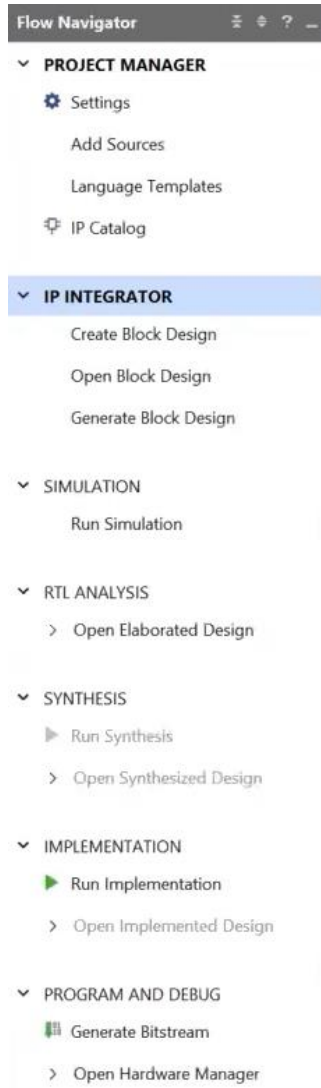 Flow Navigator ?
PROJECT MANAGER
Settings
Add Sources
Language Templates
IP Catalog
IP INTEGRATOR
Create Block Design
Open Block Design
Generate Block Design
SIMULATION
Run Simulation
RTL ANALYSIS
Open Elaborated Design
SYNTHESIS
Run Synthesis
Open Synthesized Design
IMPLEMENTATION
Run Implementation
Open Implemented Design
PROGRAM AND DEBUG
Generate Bitstream
Open Hardware Manager